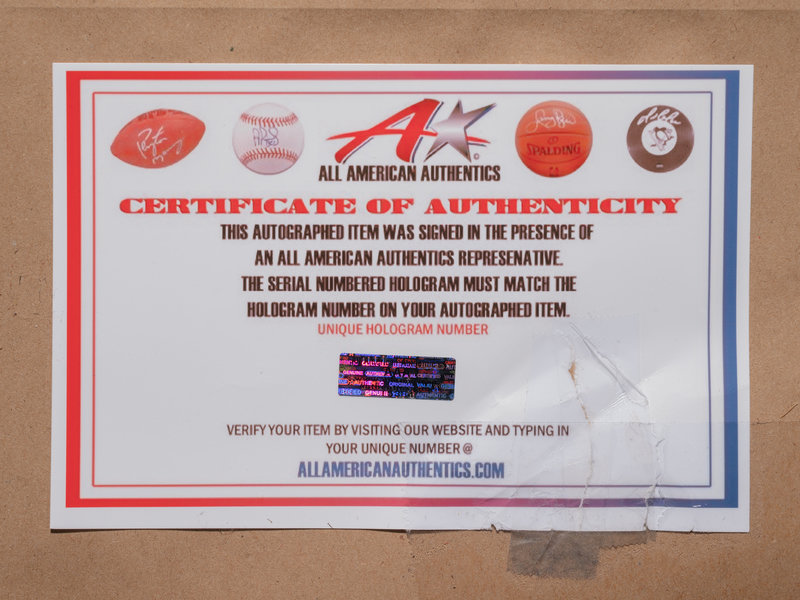 ALL AMERICAN AUTHENTICS
SPALDING
CERTIFICATE OF AUTHENTICITY
THIS AUTOGRAPHED ITEM WAS SIGNED IN THE PRESENCE OF
AN ALL AMERICAN AUTHENTICS REPRESENATIVE.
THE SERIAL NUMBERED HOLOGRAM MUST MATCH THE
HOLOGRAM NUMBER ON YOUR AUTOGRAPHED ITEM.
UNIQUE HOLOGRAM NUMBER
VERIFY YOUR ITEM BY VISITING OUR WEBSITE AND TYPING IN
YOUR UNIQUE NUMBER @
ALLAMERICANAUTHENTICS.COM